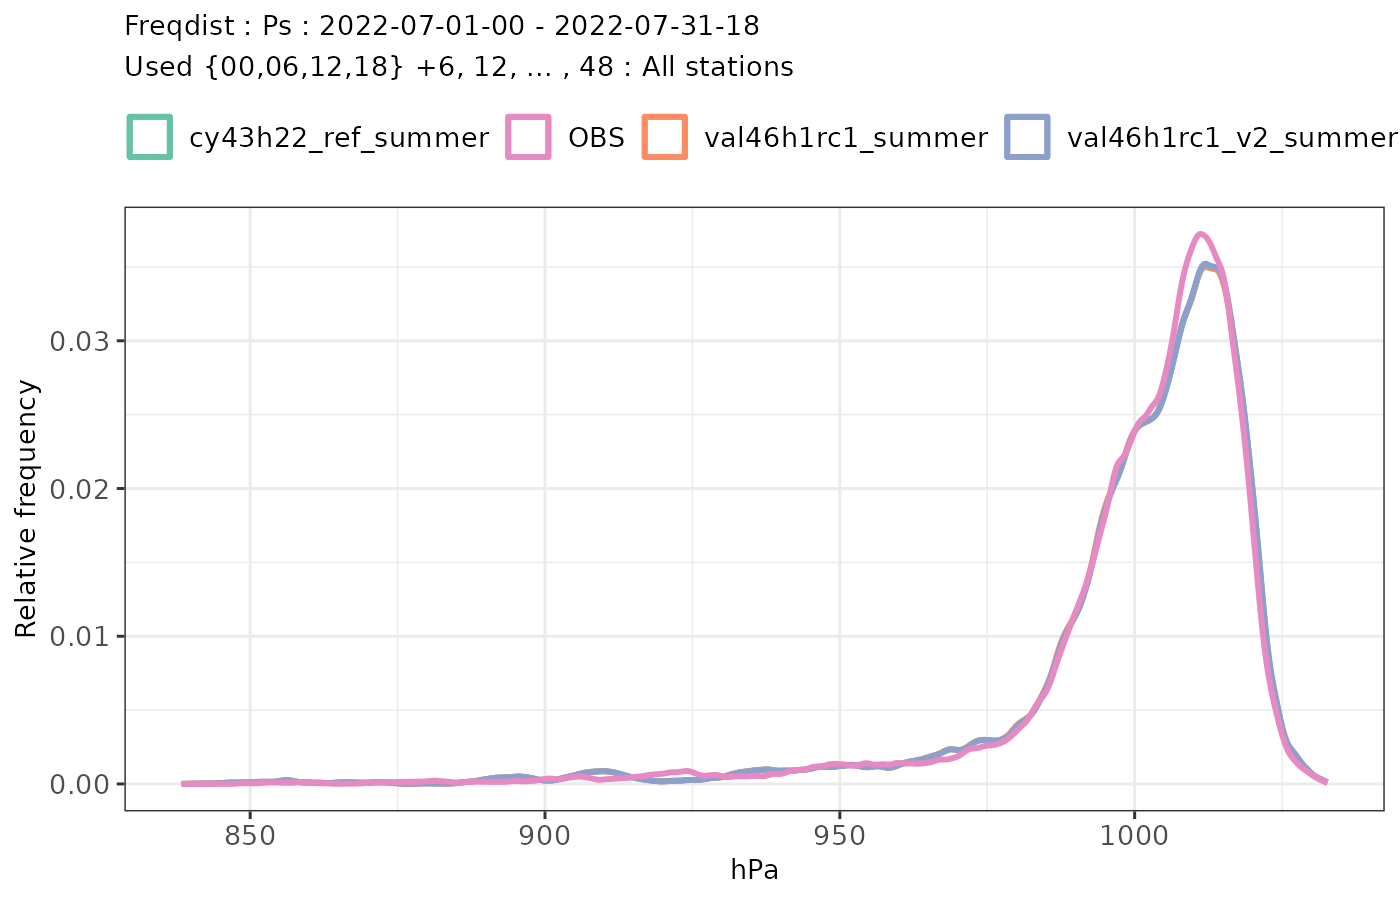 Freqdist : Ps : 2022-07-01-00 - 2022-07-31-18
Used {00,06,12,18} +6, 12, ... , 48 : All stations
cy43h22_ref_summer OBS val46h1rc1_summer val46h1rc1_v2_summer
Relative frequency
0.03
0.02
0.01
0.00
850 900 950 1000
hPa